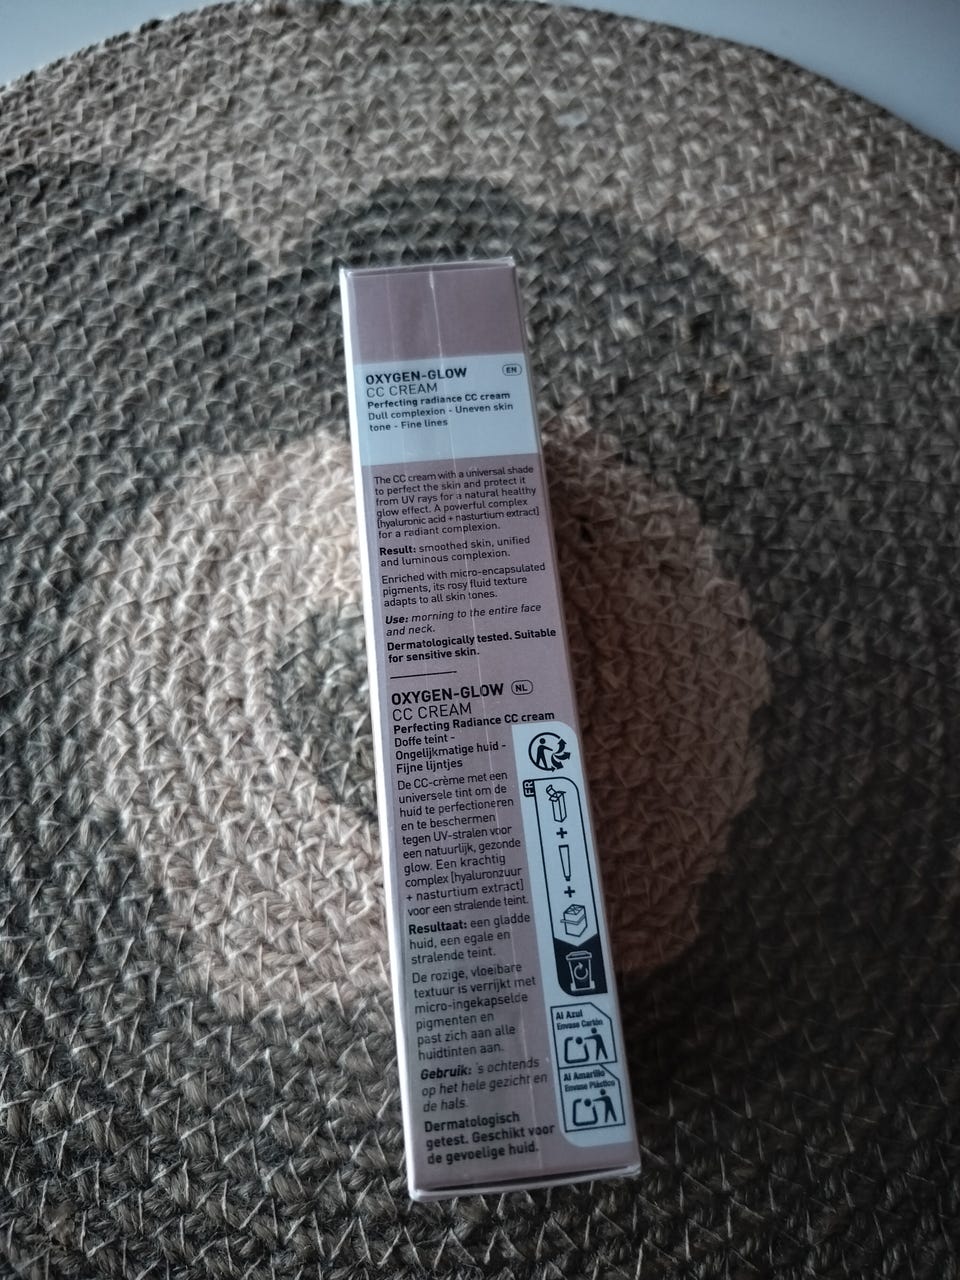 OXYGEN-GLOW EN
CC CREAM
Perfecting radiance CC cream
Dull complexion - Uneven skin
tone - Fine lines
The CC cream with a universal shade
to perfect the skin and protect it
from UV rays for a natural healthy
glow effect. A powerful complex
[hyaluronic acid + nasturtium extract]
for a radiant complexion.
Result: smoothed skin, unified
and luminous complexion.
Enriched with micro-encapsulated
pigments, its rosy fluid texture
adapts to all skin tones.
Use: morning to the entire face
and neck.
Dermatologically tested. Suitable
for sensitive skin.
OXYGEN-GLOW NL
CC CREAM
Perfecting Radiance CC cream
Doffe teint -
Ongelijkmatige huid -
Fijne lijntjes
De CC-crème met een
universele tint om de
huid te perfectioneren
en te beschermen
tegen UV-stralen voor
een natuurlijk, gezonde
glow. Een krachtig
complex [hyaluronzuur
+ nasturtium extract]
voor een stralende teint.
Resultaat: een gladde
huid, een egale en
stralende teint.
De rozige, vloeibare
textuur is verrijkt met
micro-ingekapselde
pigmenten en
past zich aan alle
huidtinten aan.
Gebruik: 's ochtends
op het hele gezicht en
de hals.
Dermatologisch
getest. Geschikt voor
de gevoelige huid.
FR
+
+
Al Azul
Envase Cartón
Al Amarillo
Envase Plástico